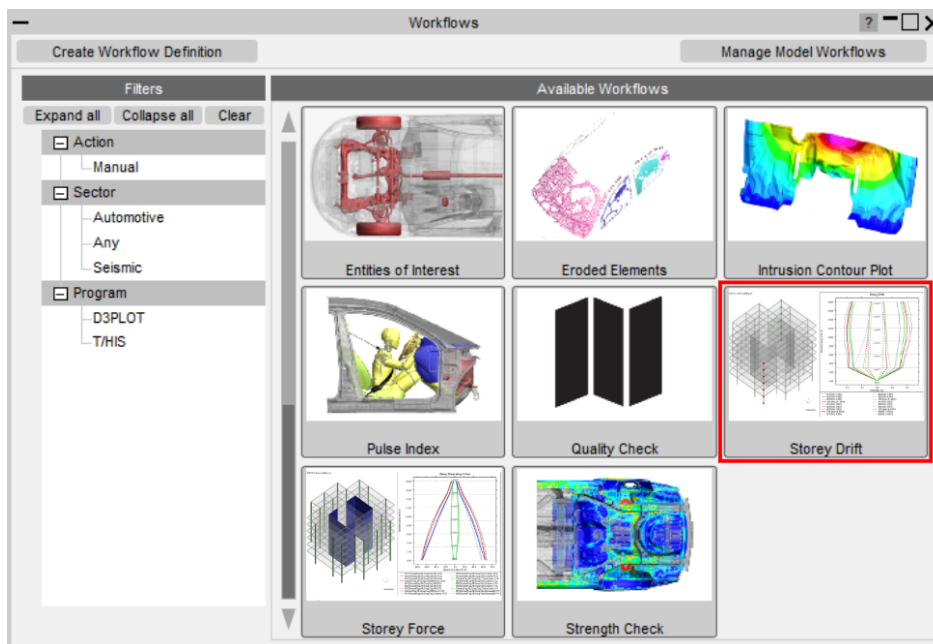 Workflows
?
Create Workflow Definition
Manage Model Workflows
Filters
Available Workflows
Expand all
Collapse all
Clear
Action
Manual
Sector
Automotive
Any
Seismic
Program
D3PLOT
T/HIS
Entities of Interest
Eroded Elements
Intrusion Contour Plot
Pulse Index
Quality Check
Storey Drift
Storey Force
Strength Check